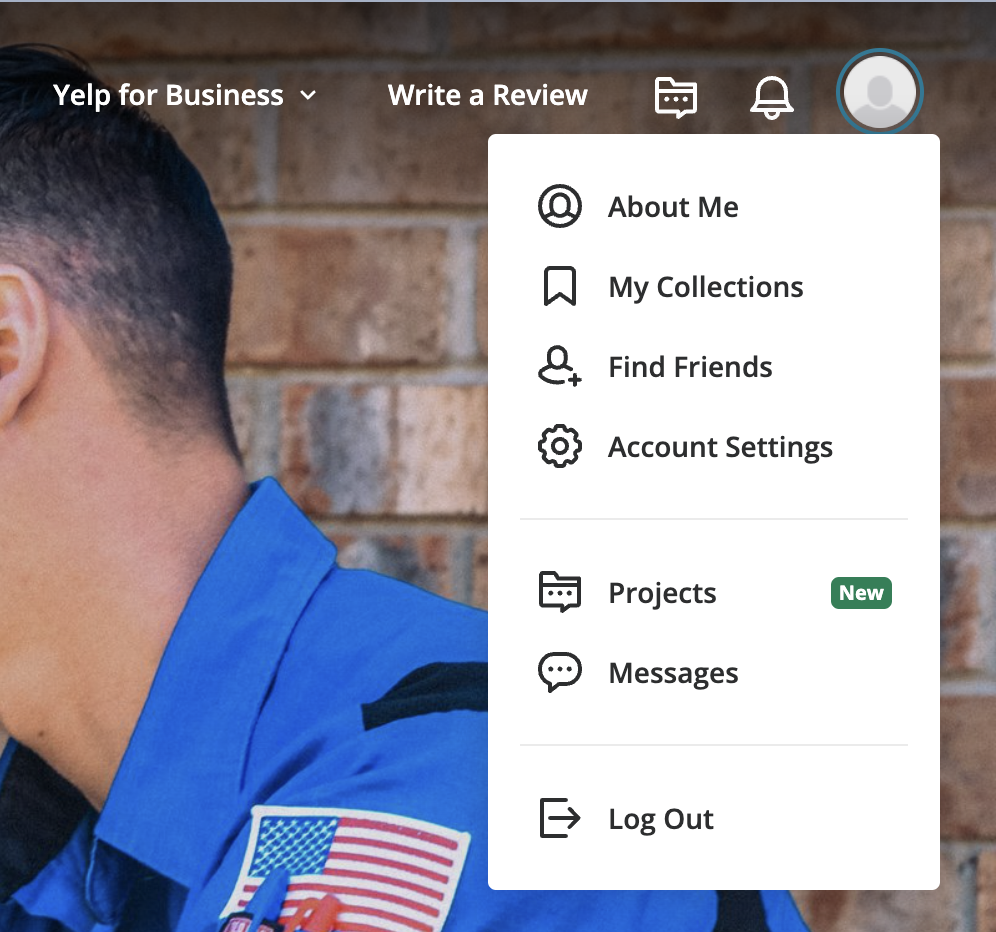 Yelp for Business
Write a Review
About Me
My Collections
Find Friends
Account Settings
Projects
New
Messages
Log Out